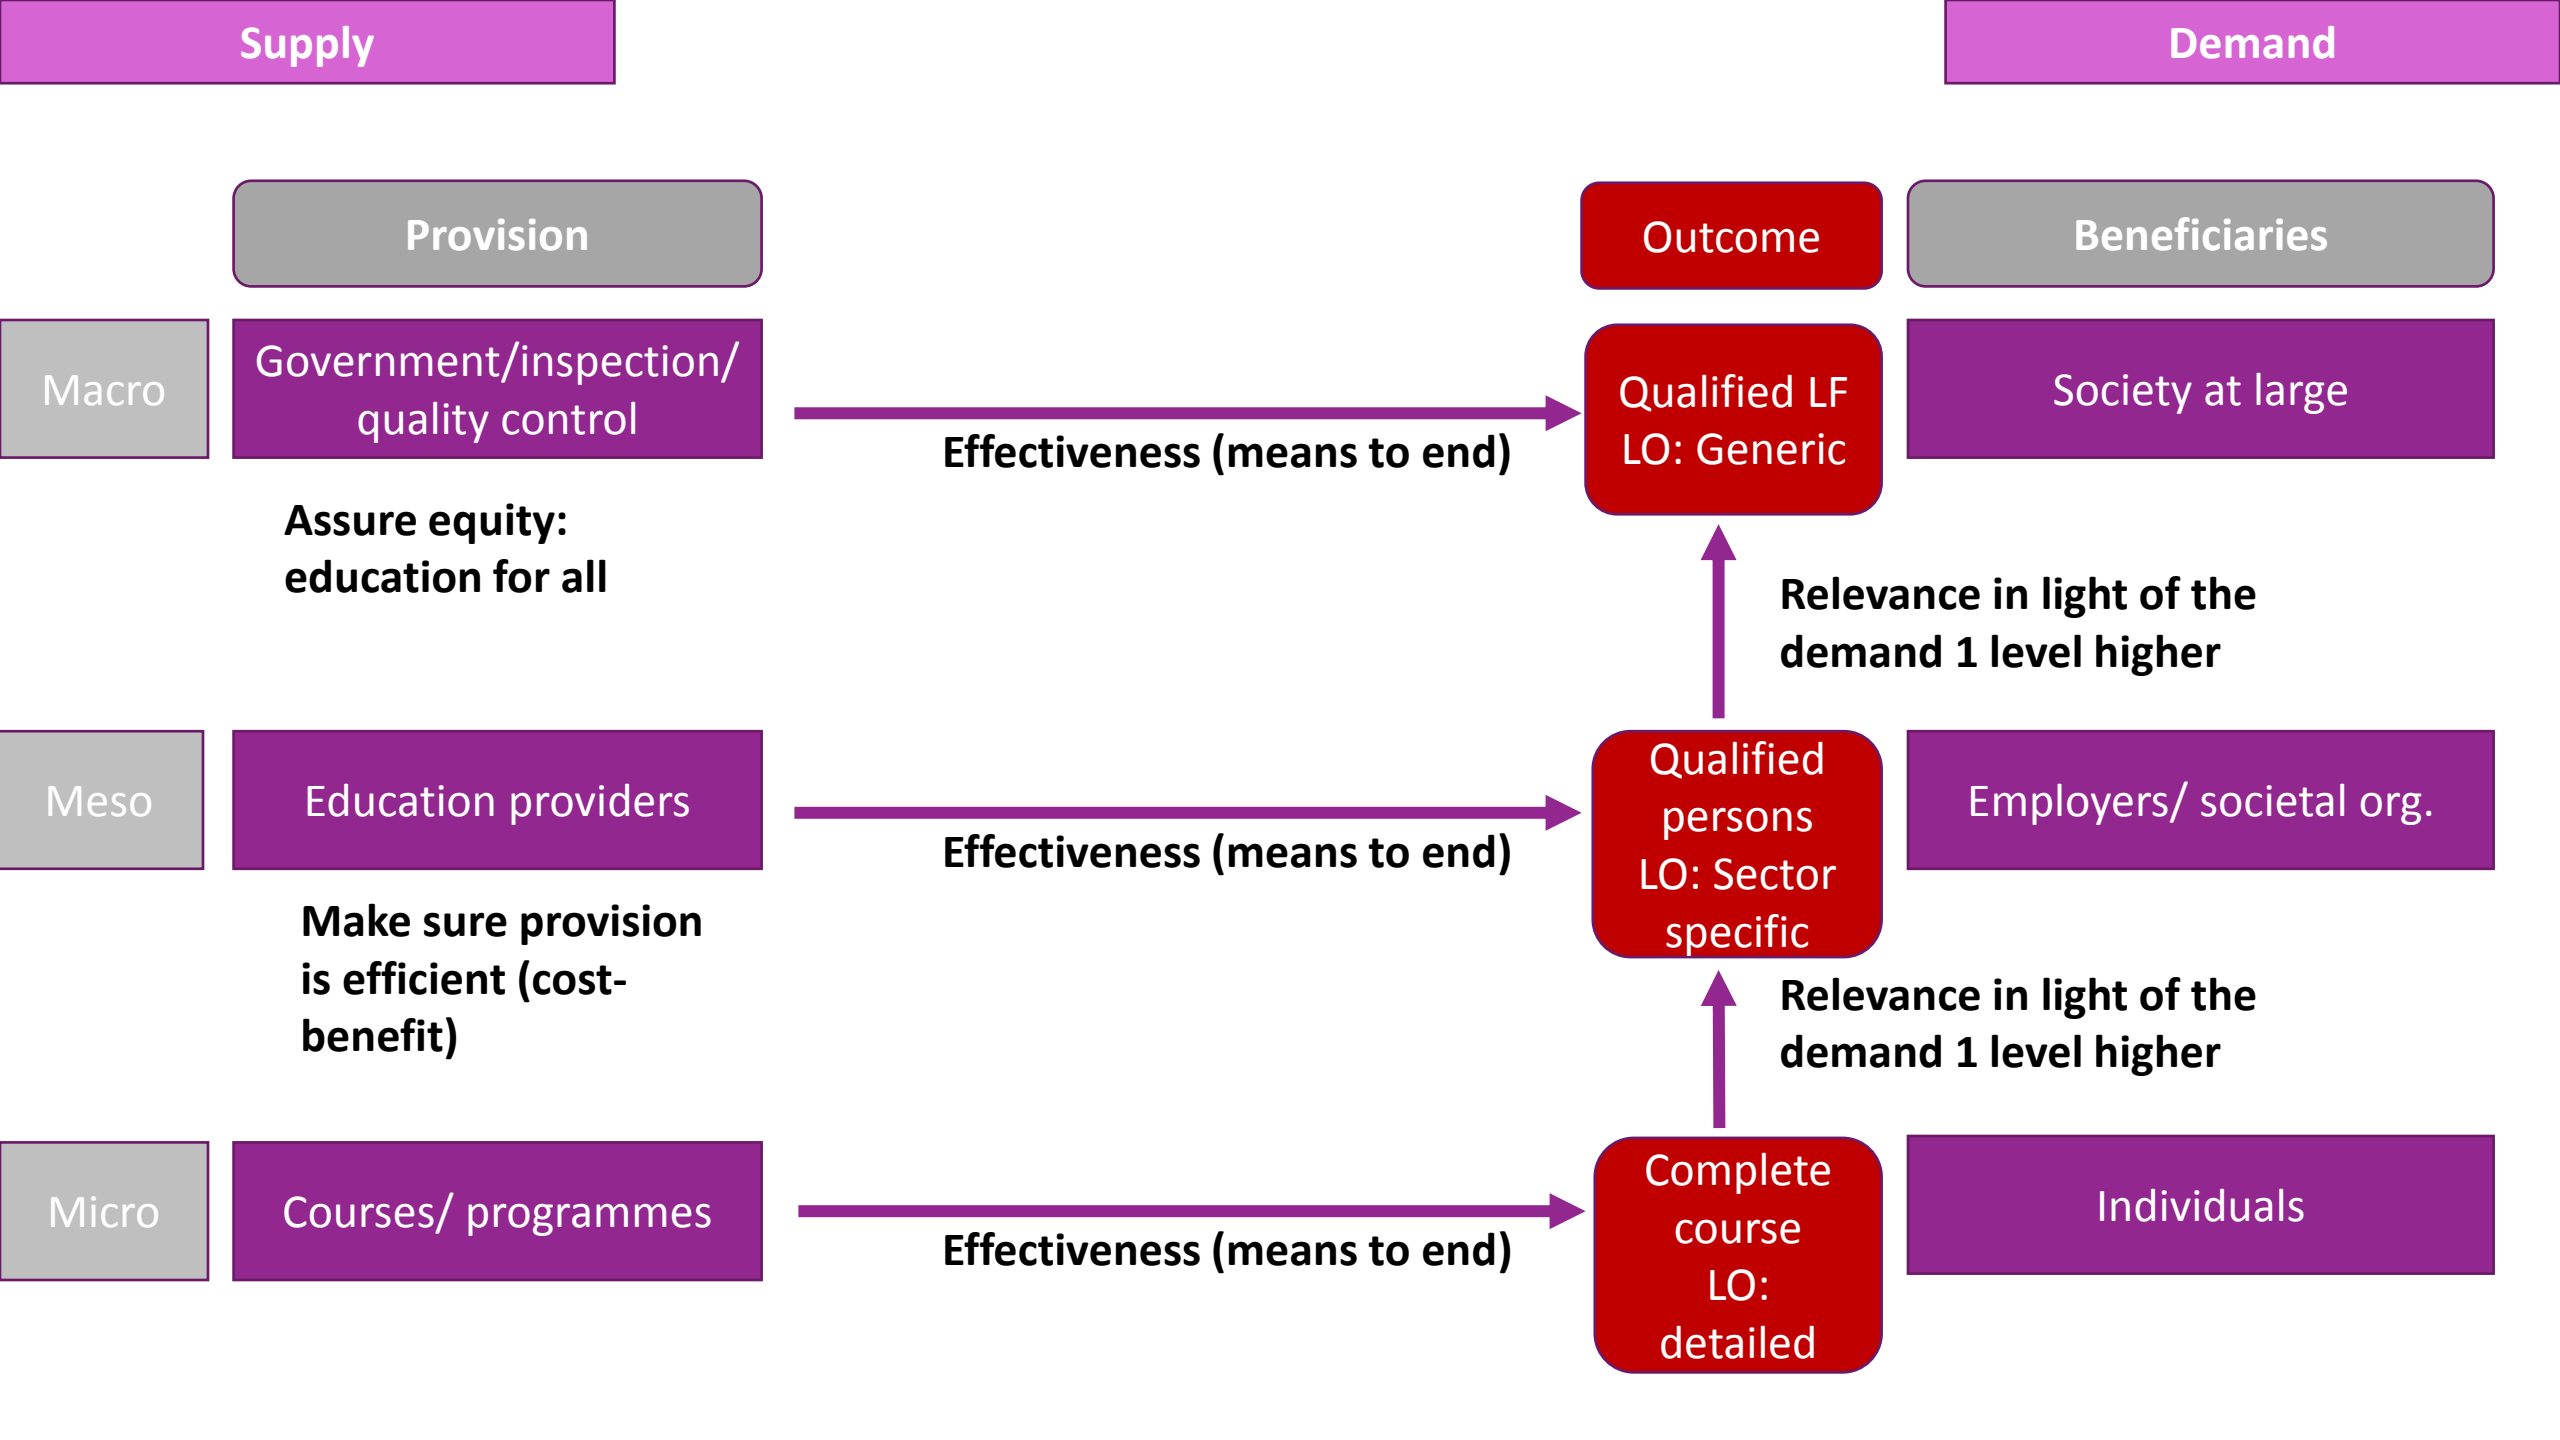 Supply
Demand
Provision
Outcome
Beneficiaries
Macro
Government/inspection/
quality control
Effectiveness (means to end)
Qualified LF
LO: Generic
Society at large
Assure equity:
education for all
Relevance in light of the
demand 1 level higher
Meso
Education providers
Effectiveness (means to end)
Qualified
persons
LO: Sector
specific
Employers/ societal org.
Make sure provision
is efficient (cost-
benefit)
Relevance in light of the
demand 1 level higher
Micro
Courses/ programmes
Effectiveness (means to end)
Complete
course
LO:
detailed
Individuals